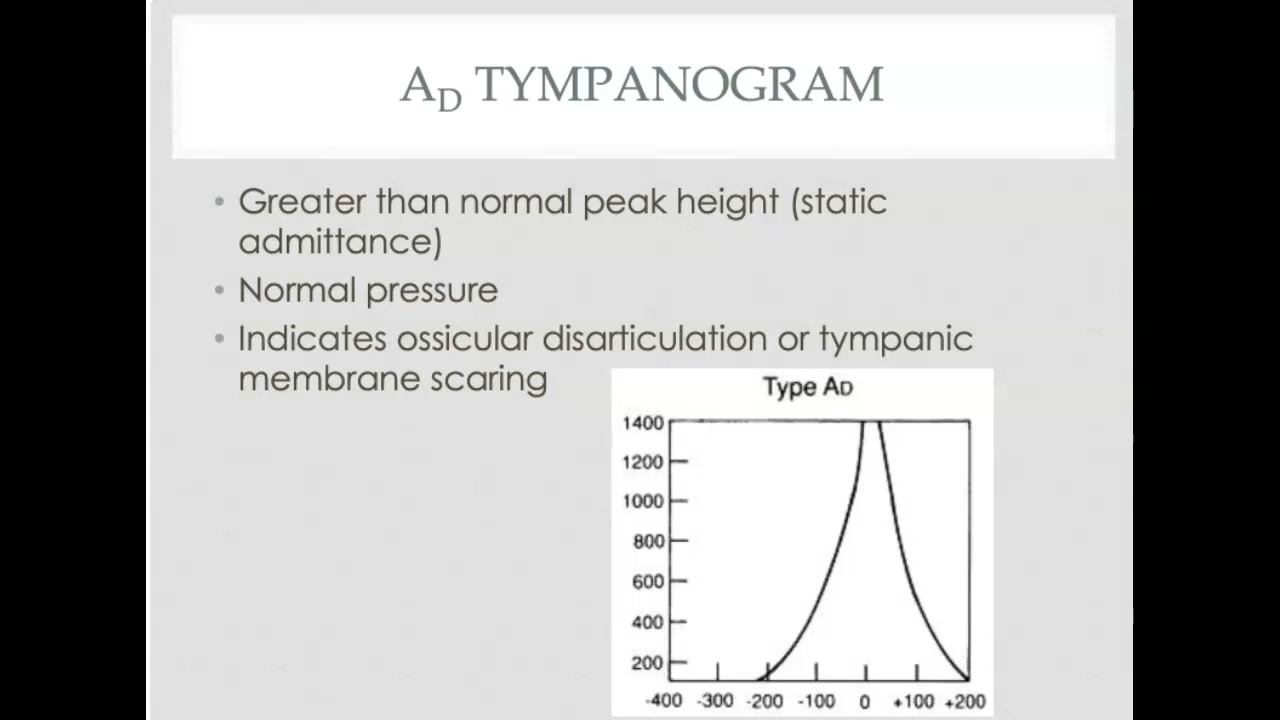 A_D TYMPANOGRAM
• Greater than normal peak height (static
admittance)
• Normal pressure
• Indicates ossicular disarticulation or tympanic
membrane scaring
Type AD
1400
1200
1000
800
600
400
200
-400 -300 -200 -100 0 +100 +200